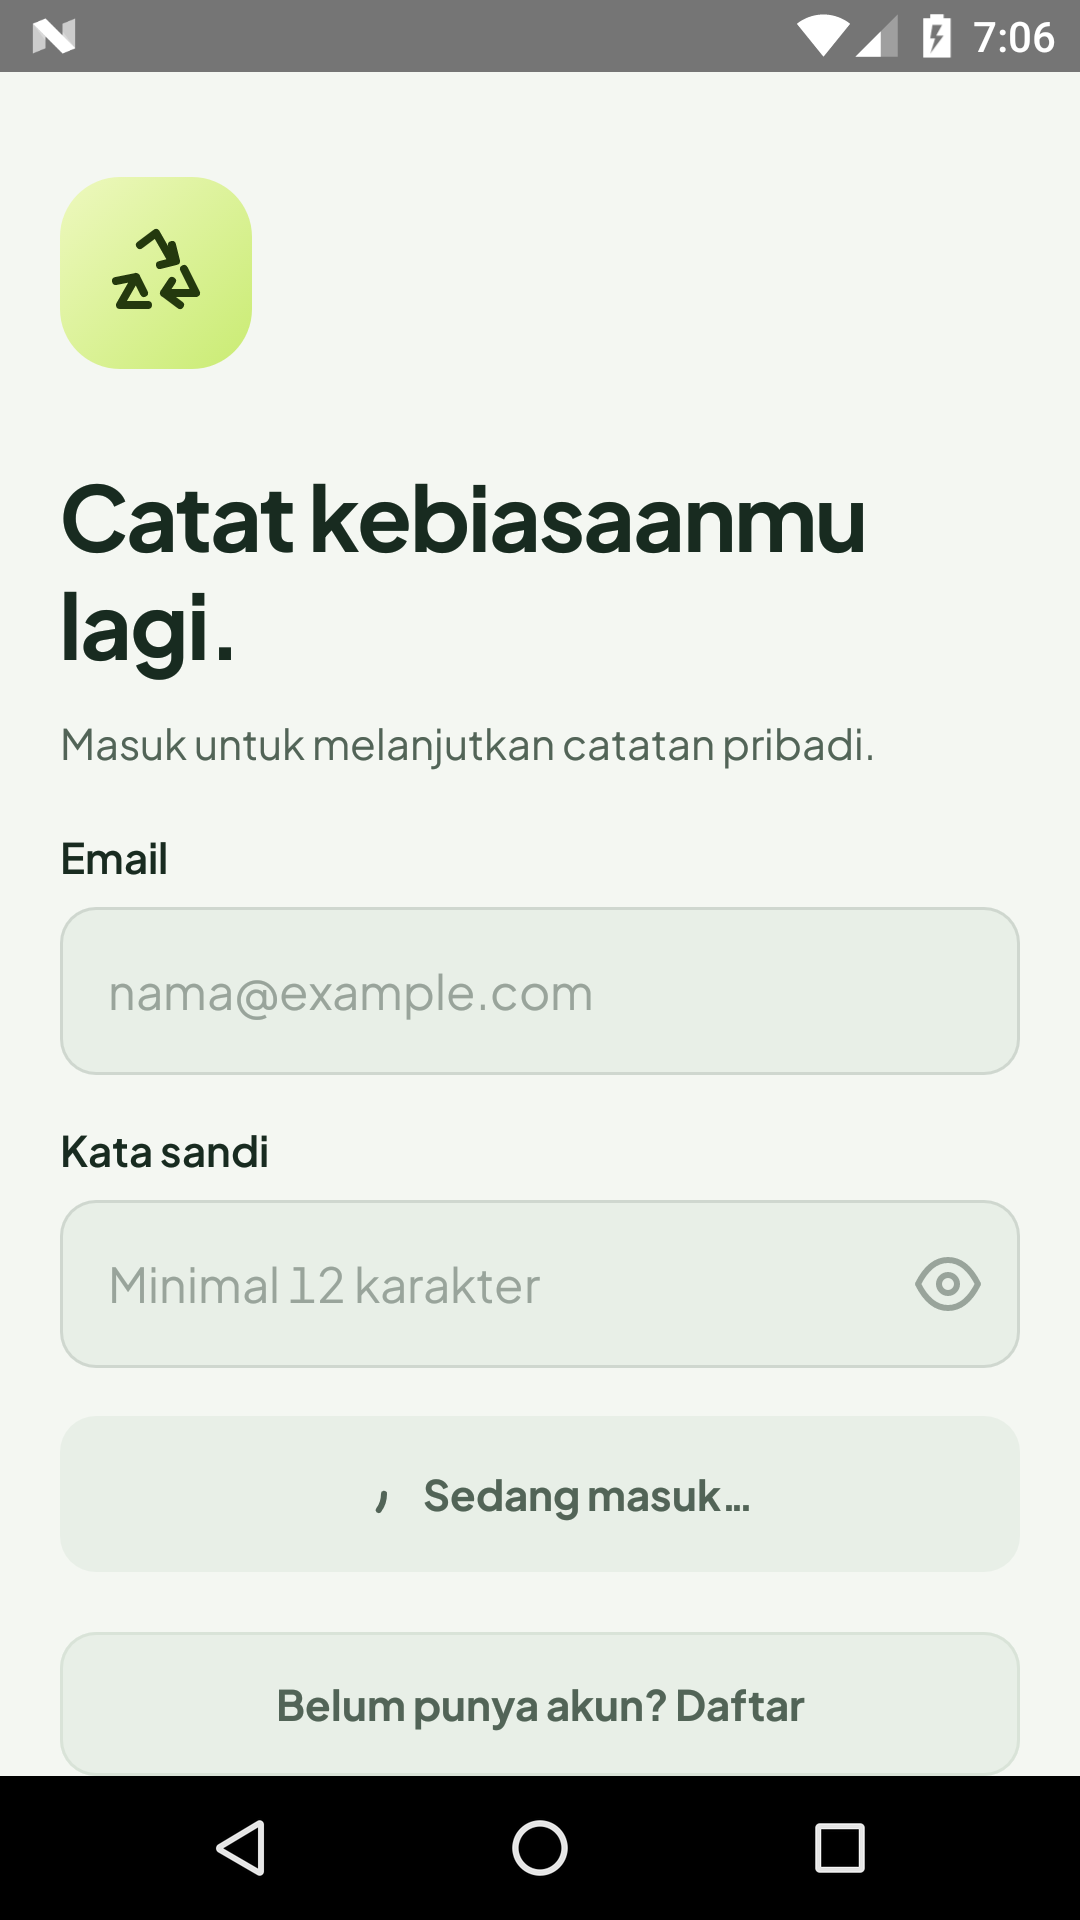 7:06
Catat kebiasaanmu
lagi.
Masuk untuk melanjutkan catatan pribadi.
Email
nama@example.com
Kata sandi
Minimal 12 karakter
Sedang masuk…
Belum punya akun? Daftar